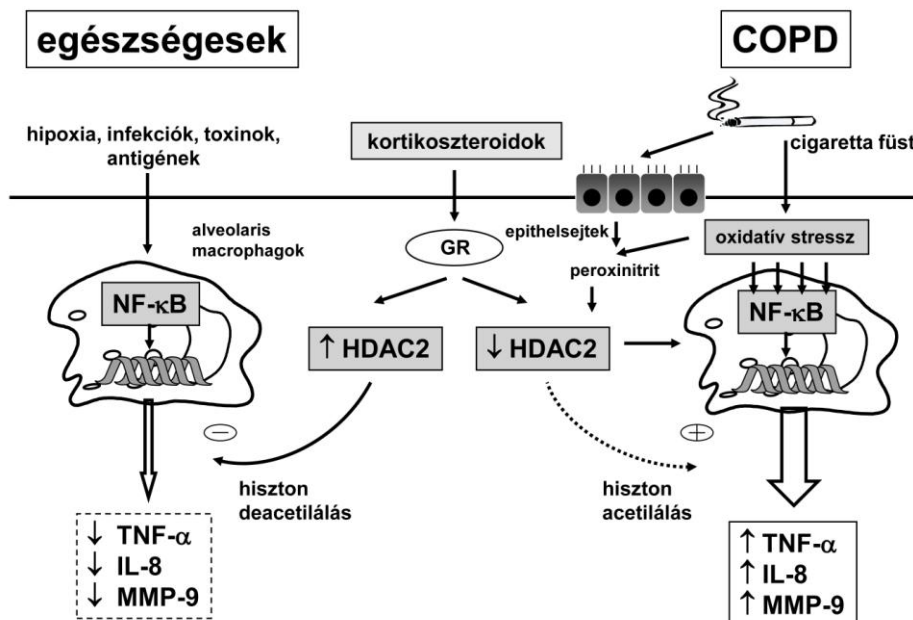 egészségesek
COPD
hipoxia, infekciók, toxinok,
antigének
kortikoszteroidok
cigaretta füst
alveolaris
macrophagok
GR
epithelsejtek
oxidatív stressz
peroxinitrit
NF-κB
NF-κB
↑ HDAC2
↓ HDAC2
−
+
hiszton
deacetilálás
hiszton
acetilálás
↓ TNF-α
↓ IL-8
↓ MMP-9
↑ TNF-α
↑ IL-8
↑ MMP-9